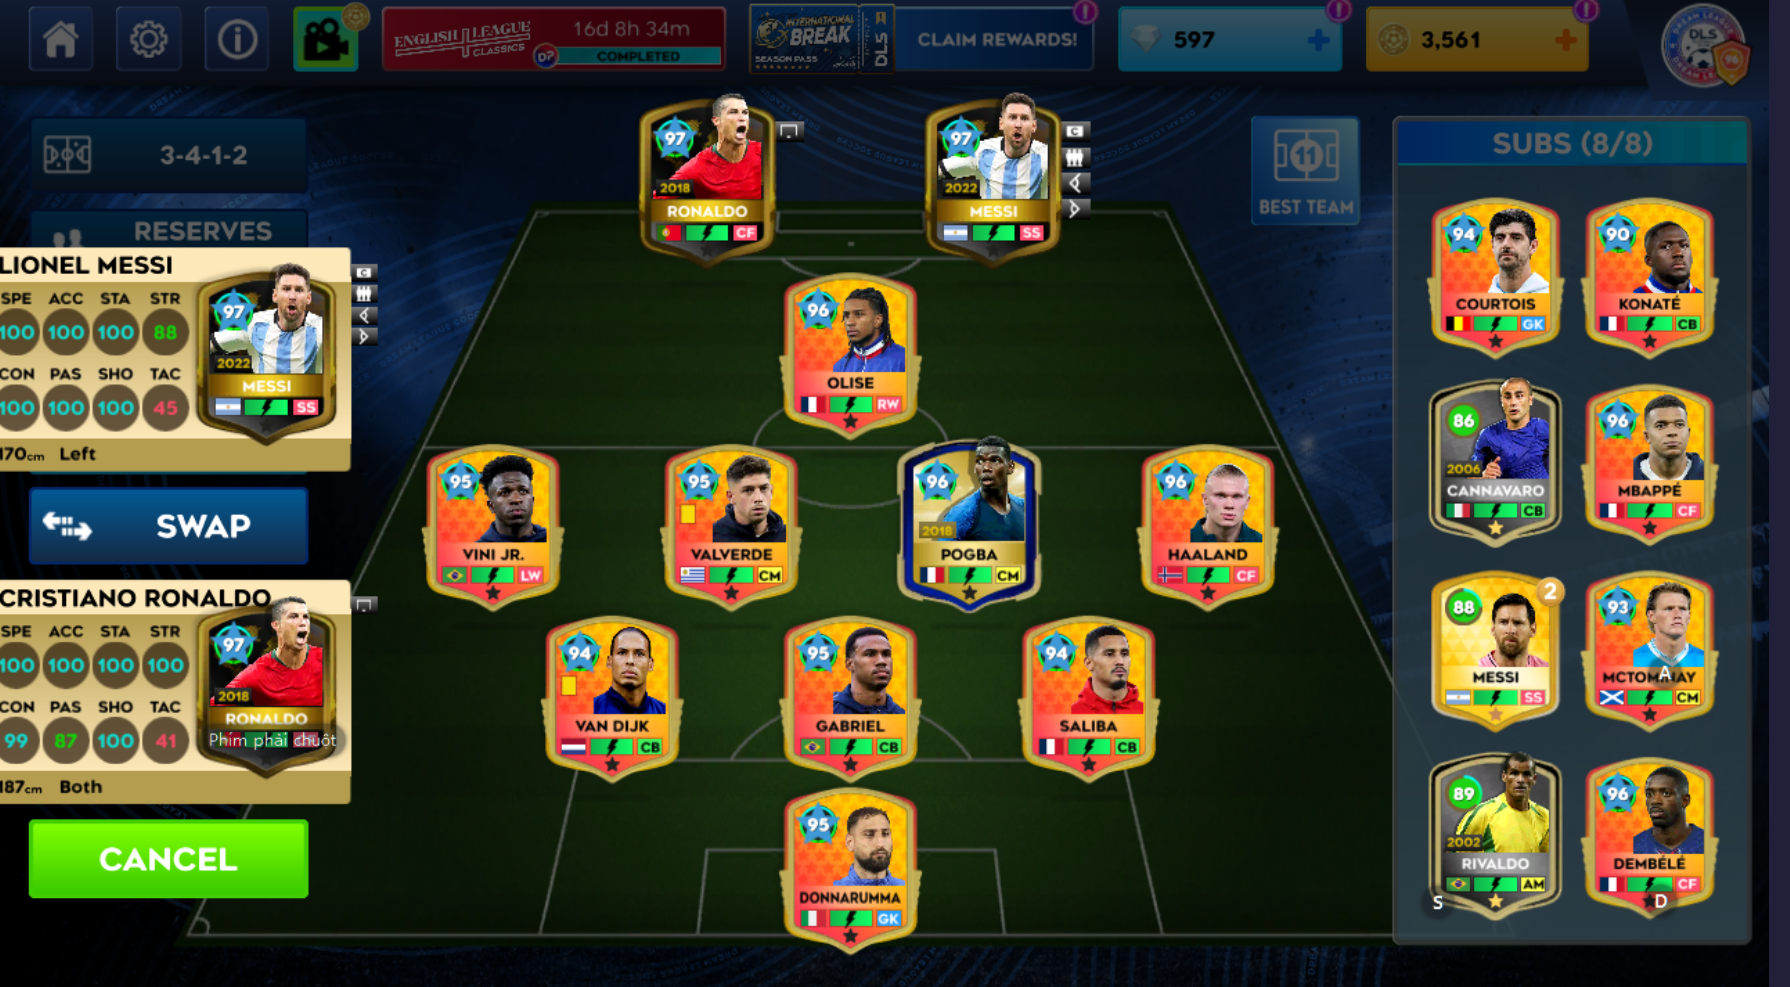 ENGLISH LEAGUE
CLASSICS
16d 8h 34m
D?
COMPLETED
INTERNATIONAL
BREAK
SEASON PASS
DLS
CLAIM REWARDS!
597
3,561
DREAM LEAGUE
DLS
96
3-4-1-2
RESERVES
LIONEL MESSI
SPE ACC STA STR
100 100 100 88
CON PAS SHO TAC
100 100 100 45
170cm Left
97
2022
MESSI
SS
C
SWAP
CRISTIANO RONALDO
SPE ACC STA STR
100 100 100 100
CON PAS SHO TAC
99 87 100 41
187cm Both
97
2018
RONALDO
Phím phải chuột
CANCEL
97
2018
RONALDO
CF
97
2022
MESSI
SS
C
11
BEST TEAM
96
OLISE
RW
95
VINI JR.
LW
95
VALVERDE
CM
96
2018
POGBA
CM
96
HAALAND
CF
94
VAN DIJK
CB
95
GABRIEL
CB
94
SALIBA
CB
95
DONNARUMMA
GK
SUBS (8/8)
94
COURTOIS
GK
90
KONATÉ
CB
86
2006
CANNAVARO
CB
96
MBAPPÉ
CF
88
2
MESSI
SS
93
MCTOMINAY
CM
A
89
2002
RIVALDO
AM
S
96
DEMBÉLÉ
CF
D